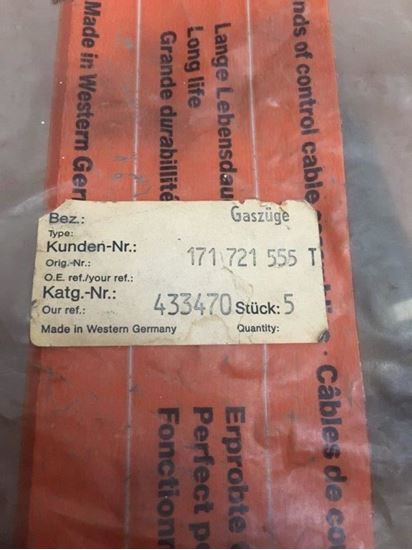 Made in Western Ger
Lange Lebensdau
Long life
Grande durabillité
nds of control cable
Bez.: Gaszüge
Type:
Kunden-Nr.: 171 721 555 T
Orig.-Nr.:
O.E. ref./your ref.:
Katg.-Nr.: 433470 Stück: 5
Our ref.: Quantity:
Made in Western Germany
· Câbles de co
Erprobte
Perfect pe
Fonction